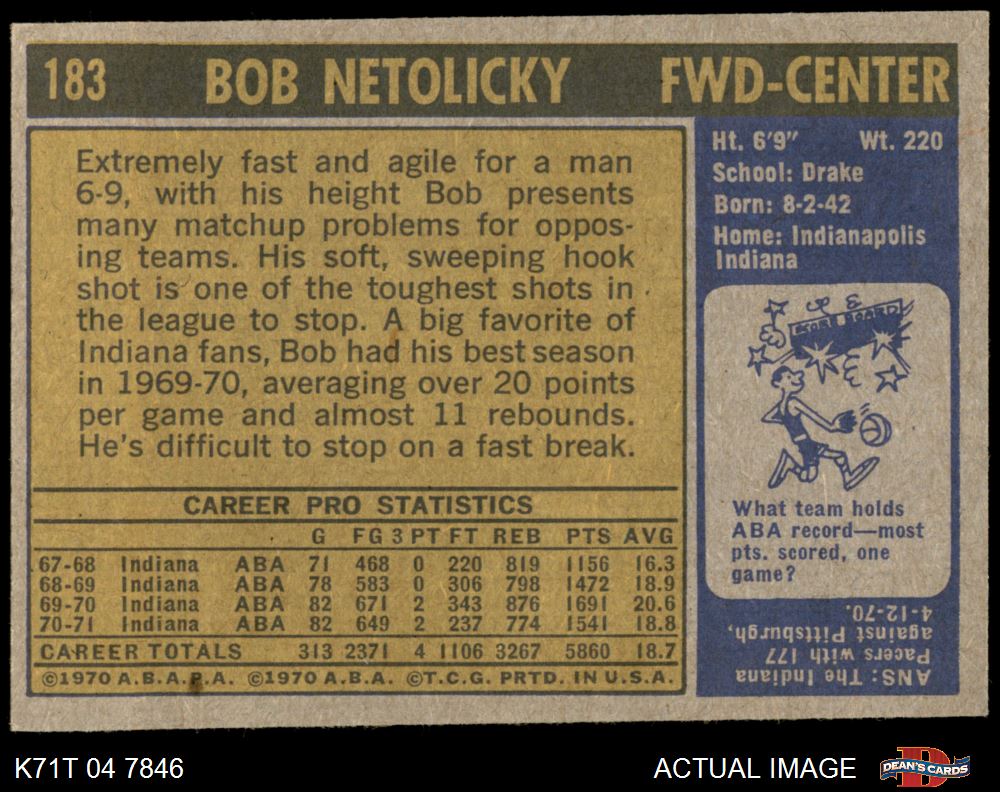 183 BOB NETOLICKY FWD-CENTER
Extremely fast and agile for a man
6-9, with his height Bob presents
many matchup problems for oppos-
ing teams. His soft, sweeping hook
shot is one of the toughest shots in
the league to stop. A big favorite of
Indiana fans, Bob had his best season
in 1969-70, averaging over 20 points
per game and almost 11 rebounds.
He's difficult to stop on a fast break.
CAREER PRO STATISTICS
G FG 3 PT FT REB PTS AVG
67-68 Indiana ABA 71 468 0 220 819 1156 16.3
68-69 Indiana ABA 78 583 0 306 798 1472 18.9
69-70 Indiana ABA 82 671 2 343 876 1691 20.6
70-71 Indiana ABA 82 649 2 237 774 1541 18.8
CAREER TOTALS 313 2371 4 1106 3267 5860 18.7
©1970 A.B.A.P.A. ©1970 A.B.A. ©T.C.G. PRTD. IN U.S.A.
Ht. 6'9" Wt. 220
School: Drake
Born: 8-2-42
Home: Indianapolis
Indiana
SCORE BOARD
What team holds
ABA record—most
pts. scored, one
game?
ANS: The Indiana
Pacers with 177
against Pittsburgh,
4-12-70.
K71T 04 7846
ACTUAL IMAGE
DEAN'S CARDS